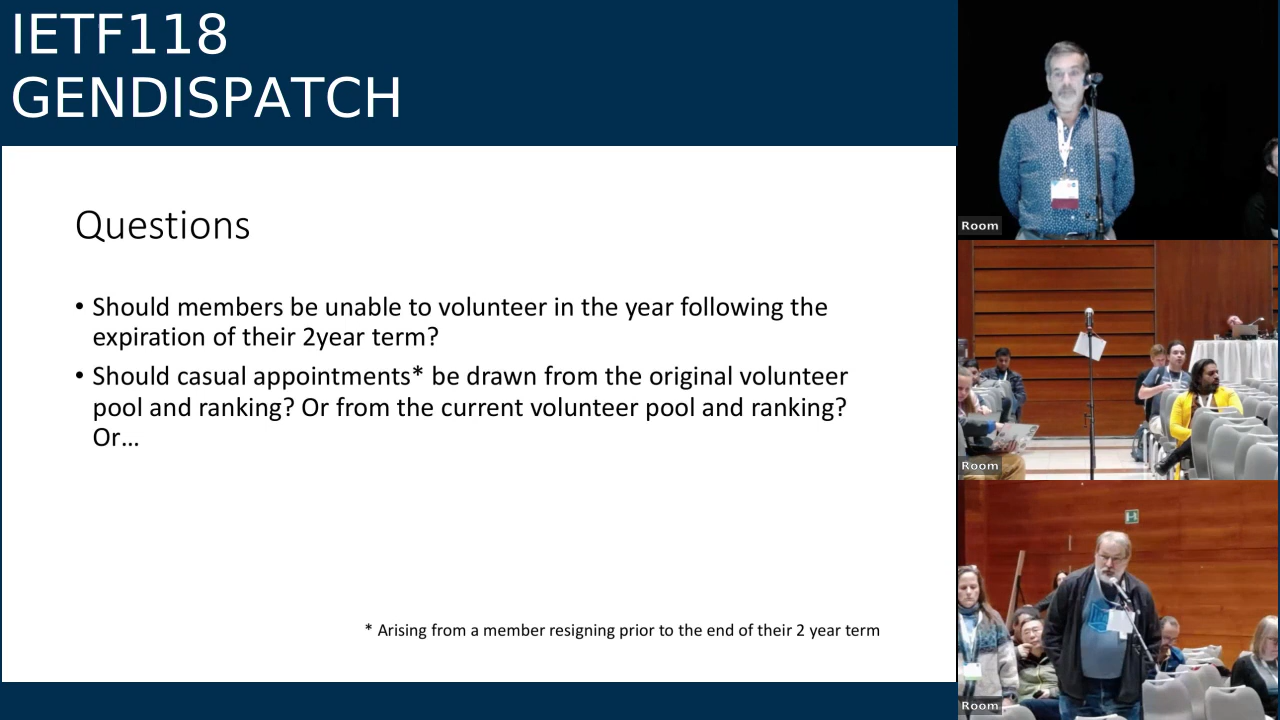 IETF118
GENDISPATCH
Questions
• Should members be unable to volunteer in the year following the
expiration of their 2year term?
• Should casual appointments* be drawn from the original volunteer
pool and ranking? Or from the current volunteer pool and ranking?
Or…
* Arising from a member resigning prior to the end of their 2 year term
Room
Room
Room